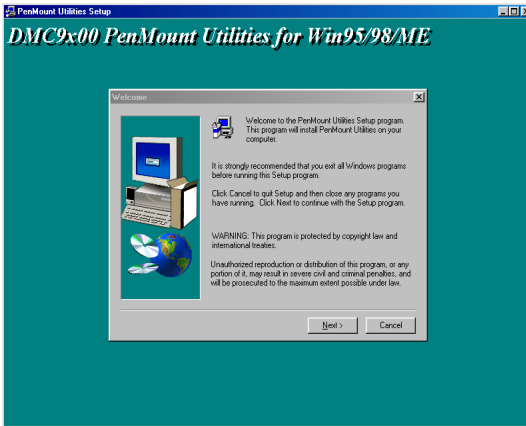 PenMount Utilities Setup
DMC9x00 PenMount Utilities for Win95/98/ME
Welcome
Welcome to the PenMount Utilities Setup program.
This program will install PenMount Utilities on your
computer.
It is strongly recommended that you exit all Windows programs
before running this Setup program.
Click Cancel to quit Setup and then close any programs you
have running. Click Next to continue with the Setup program.
WARNING: This program is protected by copyright law and
international treaties.
Unauthorized reproduction or distribution of this program, or any
portion of it, may result in severe civil and criminal penalties, and
will be prosecuted to the maximum extent possible under law.
Next >
Cancel